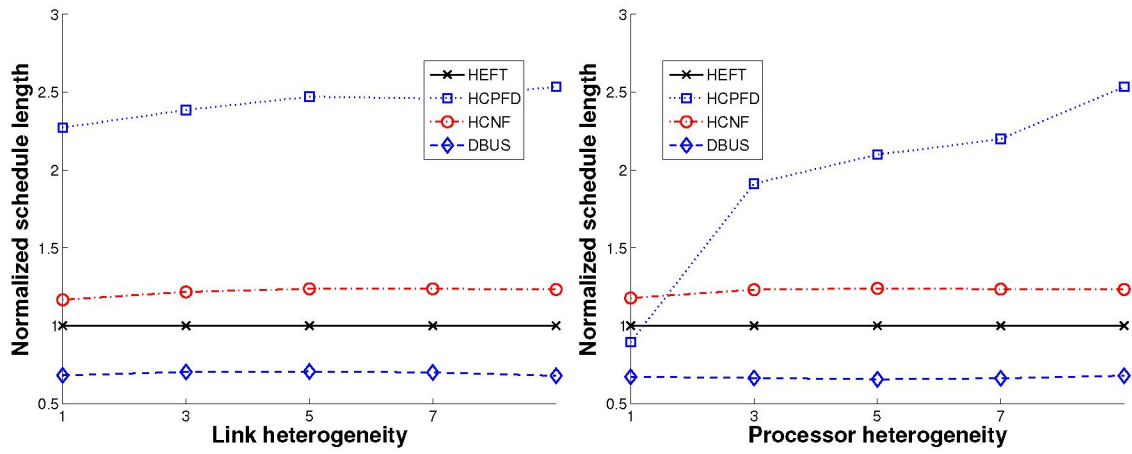 Normalized schedule length
3
2.5
2
1.5
1
0.5
HEFT
HCPFD
HCNF
DBUS
1
3
5
7
Link heterogeneity
Normalized schedule length
3
2.5
2
1.5
1
0.5
HEFT
HCPFD
HCNF
DBUS
1
3
5
7
Processor heterogeneity